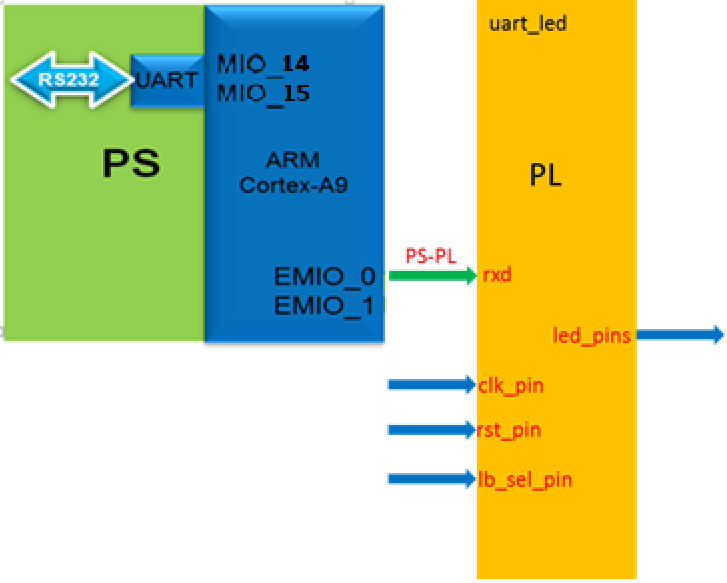 uart_led
RS232
UART
MIO_14
MIO_15
PS
ARM
Cortex-A9
PL
PS-PL
EMIO_0
rxd
EMIO_1
led_pins
clk_pin
rst_pin
lb_sel_pin